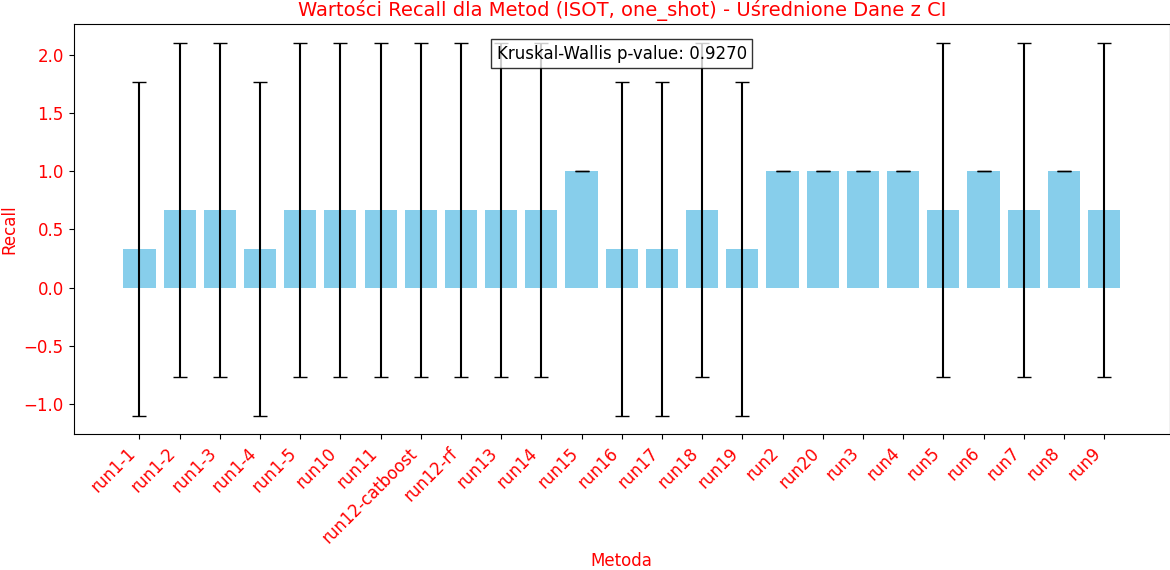 Wartości Recall dla Metod (ISOT, one_shot) - Uśrednione Dane z CI
Kruskal-Wallis p-value: 0.9270
Recall
2.0
1.5
1.0
0.5
0.0
−0.5
−1.0
run1-1
run1-2
run1-3
run1-4
run1-5
run10
run11
run12-catboost
run12-rf
run13
run14
run15
run16
run17
run18
run19
run2
run20
run3
run4
run5
run6
run7
run8
run9
Metoda